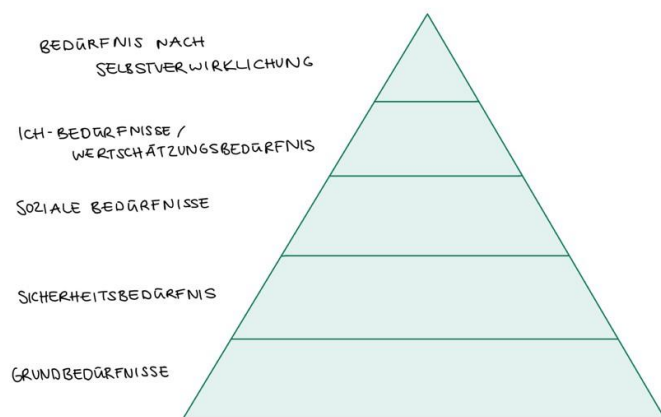 BEDÜRFNIS NACH
SELBSTVERWIRKLICHUNG
ICH-BEDÜRFNISSE /
WERTSCHÄTZUNGSBEDÜRFNIS
SOZIALE BEDÜRFNISSE
SICHERHEITSBEDÜRFNIS
GRUNDBEDÜRFNISSE